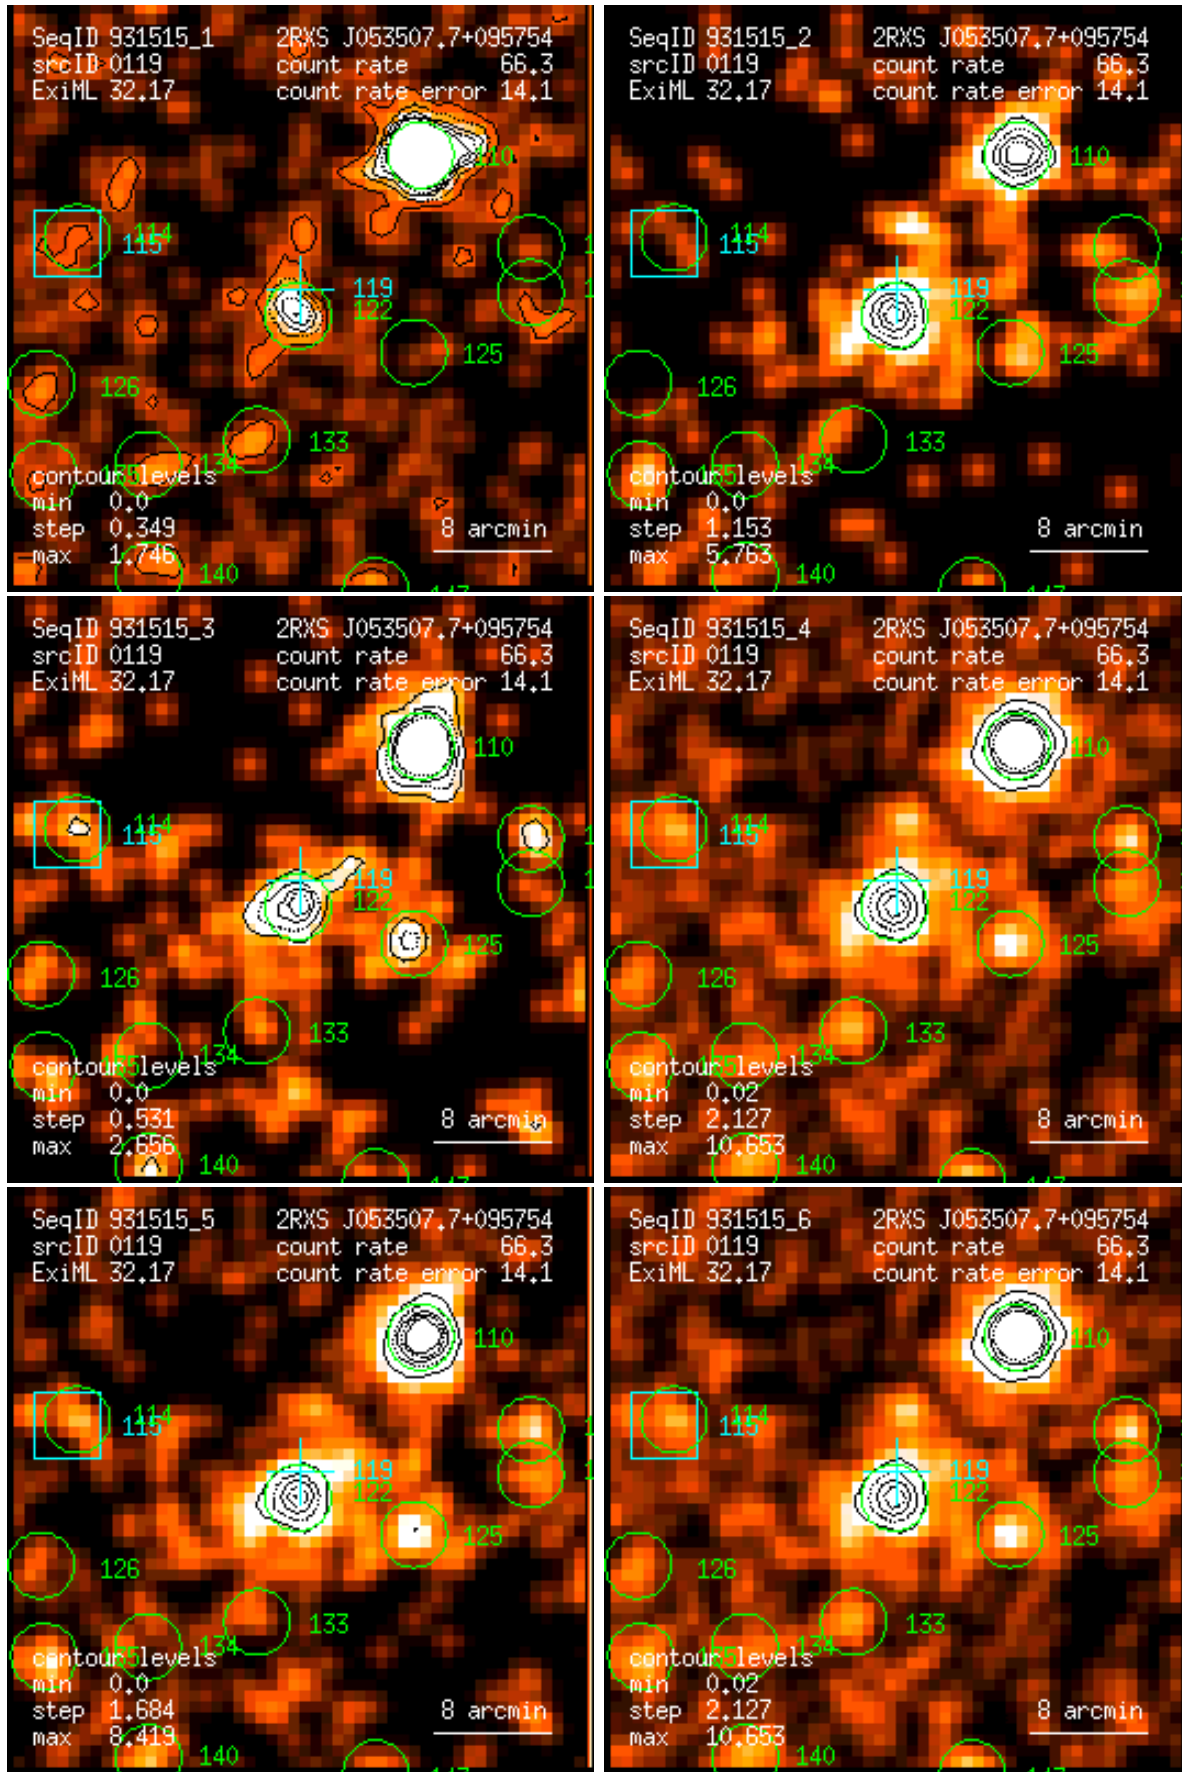 SeqID 931515_1 2RXS J053507.7+095754
srcID 0119 count rate 66.3
ExiML 32.17 count rate error 14.1
110
114
115
119
122
125
126
133
134
contour levels
min 0.0
step 0.349 8 arcmin
max 1.746
140
SeqID 931515_2 2RXS J053507.7+095754
srcID 0119 count rate 66.3
ExiML 32.17 count rate error 14.1
110
114
115
119
122
125
126
133
134
contour levels
min 0.0
step 1.153 8 arcmin
max 5.763
140
SeqID 931515_3 2RXS J053507.7+095754
srcID 0119 count rate 66.3
ExiML 32.17 count rate error 14.1
110
114
115
119
122
125
126
133
134
contour levels
min 0.0
step 0.531 8 arcmin
max 2.656
140
SeqID 931515_4 2RXS J053507.7+095754
srcID 0119 count rate 66.3
ExiML 32.17 count rate error 14.1
110
114
115
119
122
125
126
133
134
contour levels
min 0.02
step 2.127 8 arcmin
max 10.653
140
SeqID 931515_5 2RXS J053507.7+095754
srcID 0119 count rate 66.3
ExiML 32.17 count rate error 14.1
110
114
115
119
122
125
126
133
134
contour levels
min 0.0
step 1.684 8 arcmin
max 8.419
140
SeqID 931515_6 2RXS J053507.7+095754
srcID 0119 count rate 66.3
ExiML 32.17 count rate error 14.1
110
114
115
119
122
125
126
133
134
contour levels
min 0.02
step 2.127 8 arcmin
max 10.653
140